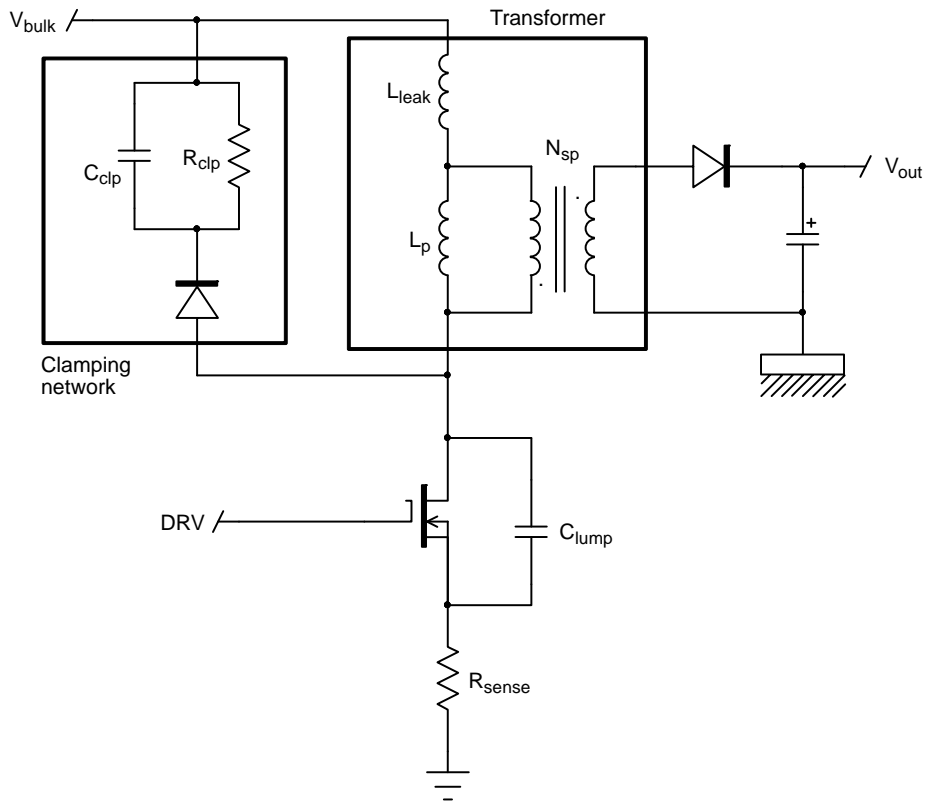 Transformer
Vbulk
Lleak
Rclp
Cclp
Nsp
Vout
+
Lp
Clamping
network
DRV
Clump
Rsense